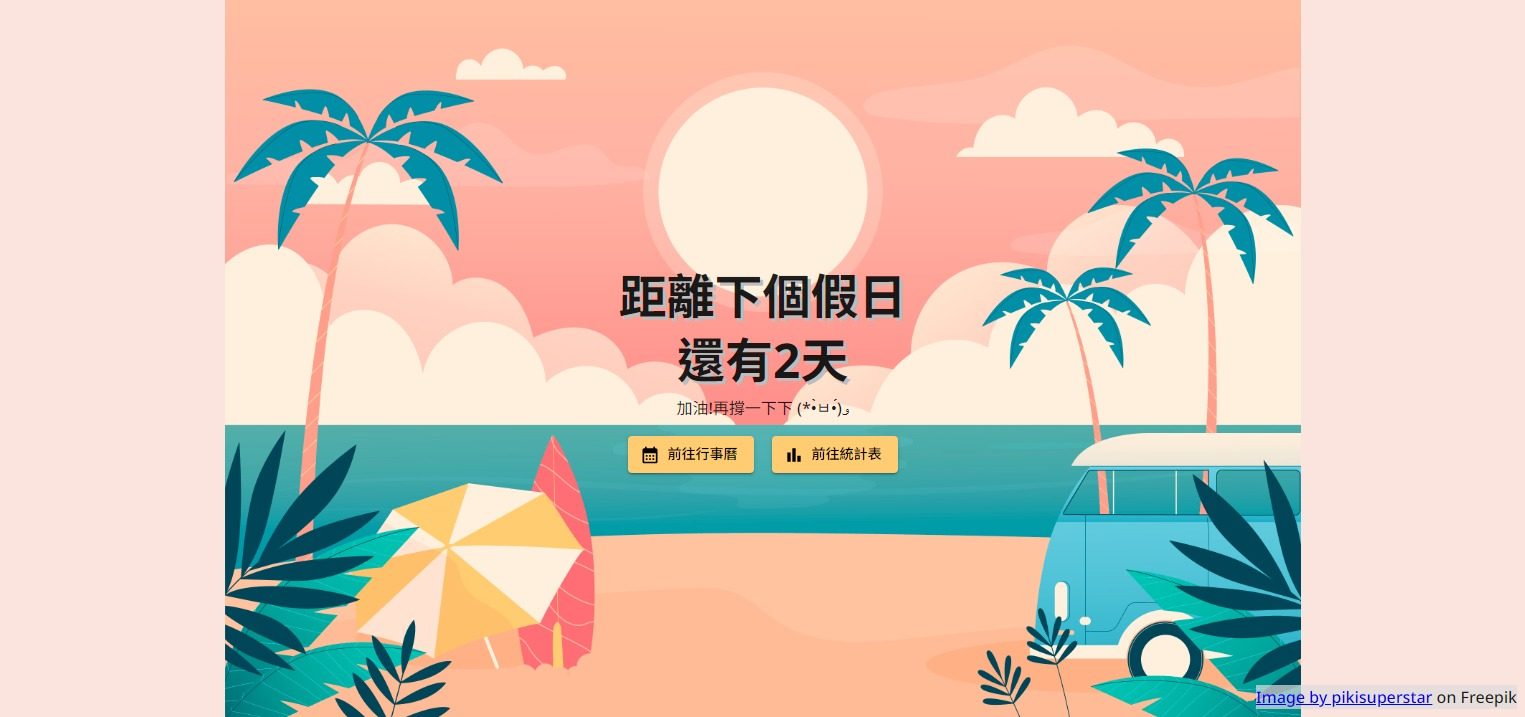 距離下個假日
還有2天
加油!再撐一下下 (*•̀ㅂ•́)و
前往行事曆
前往統計表
Image by pikisuperstar on Freepik